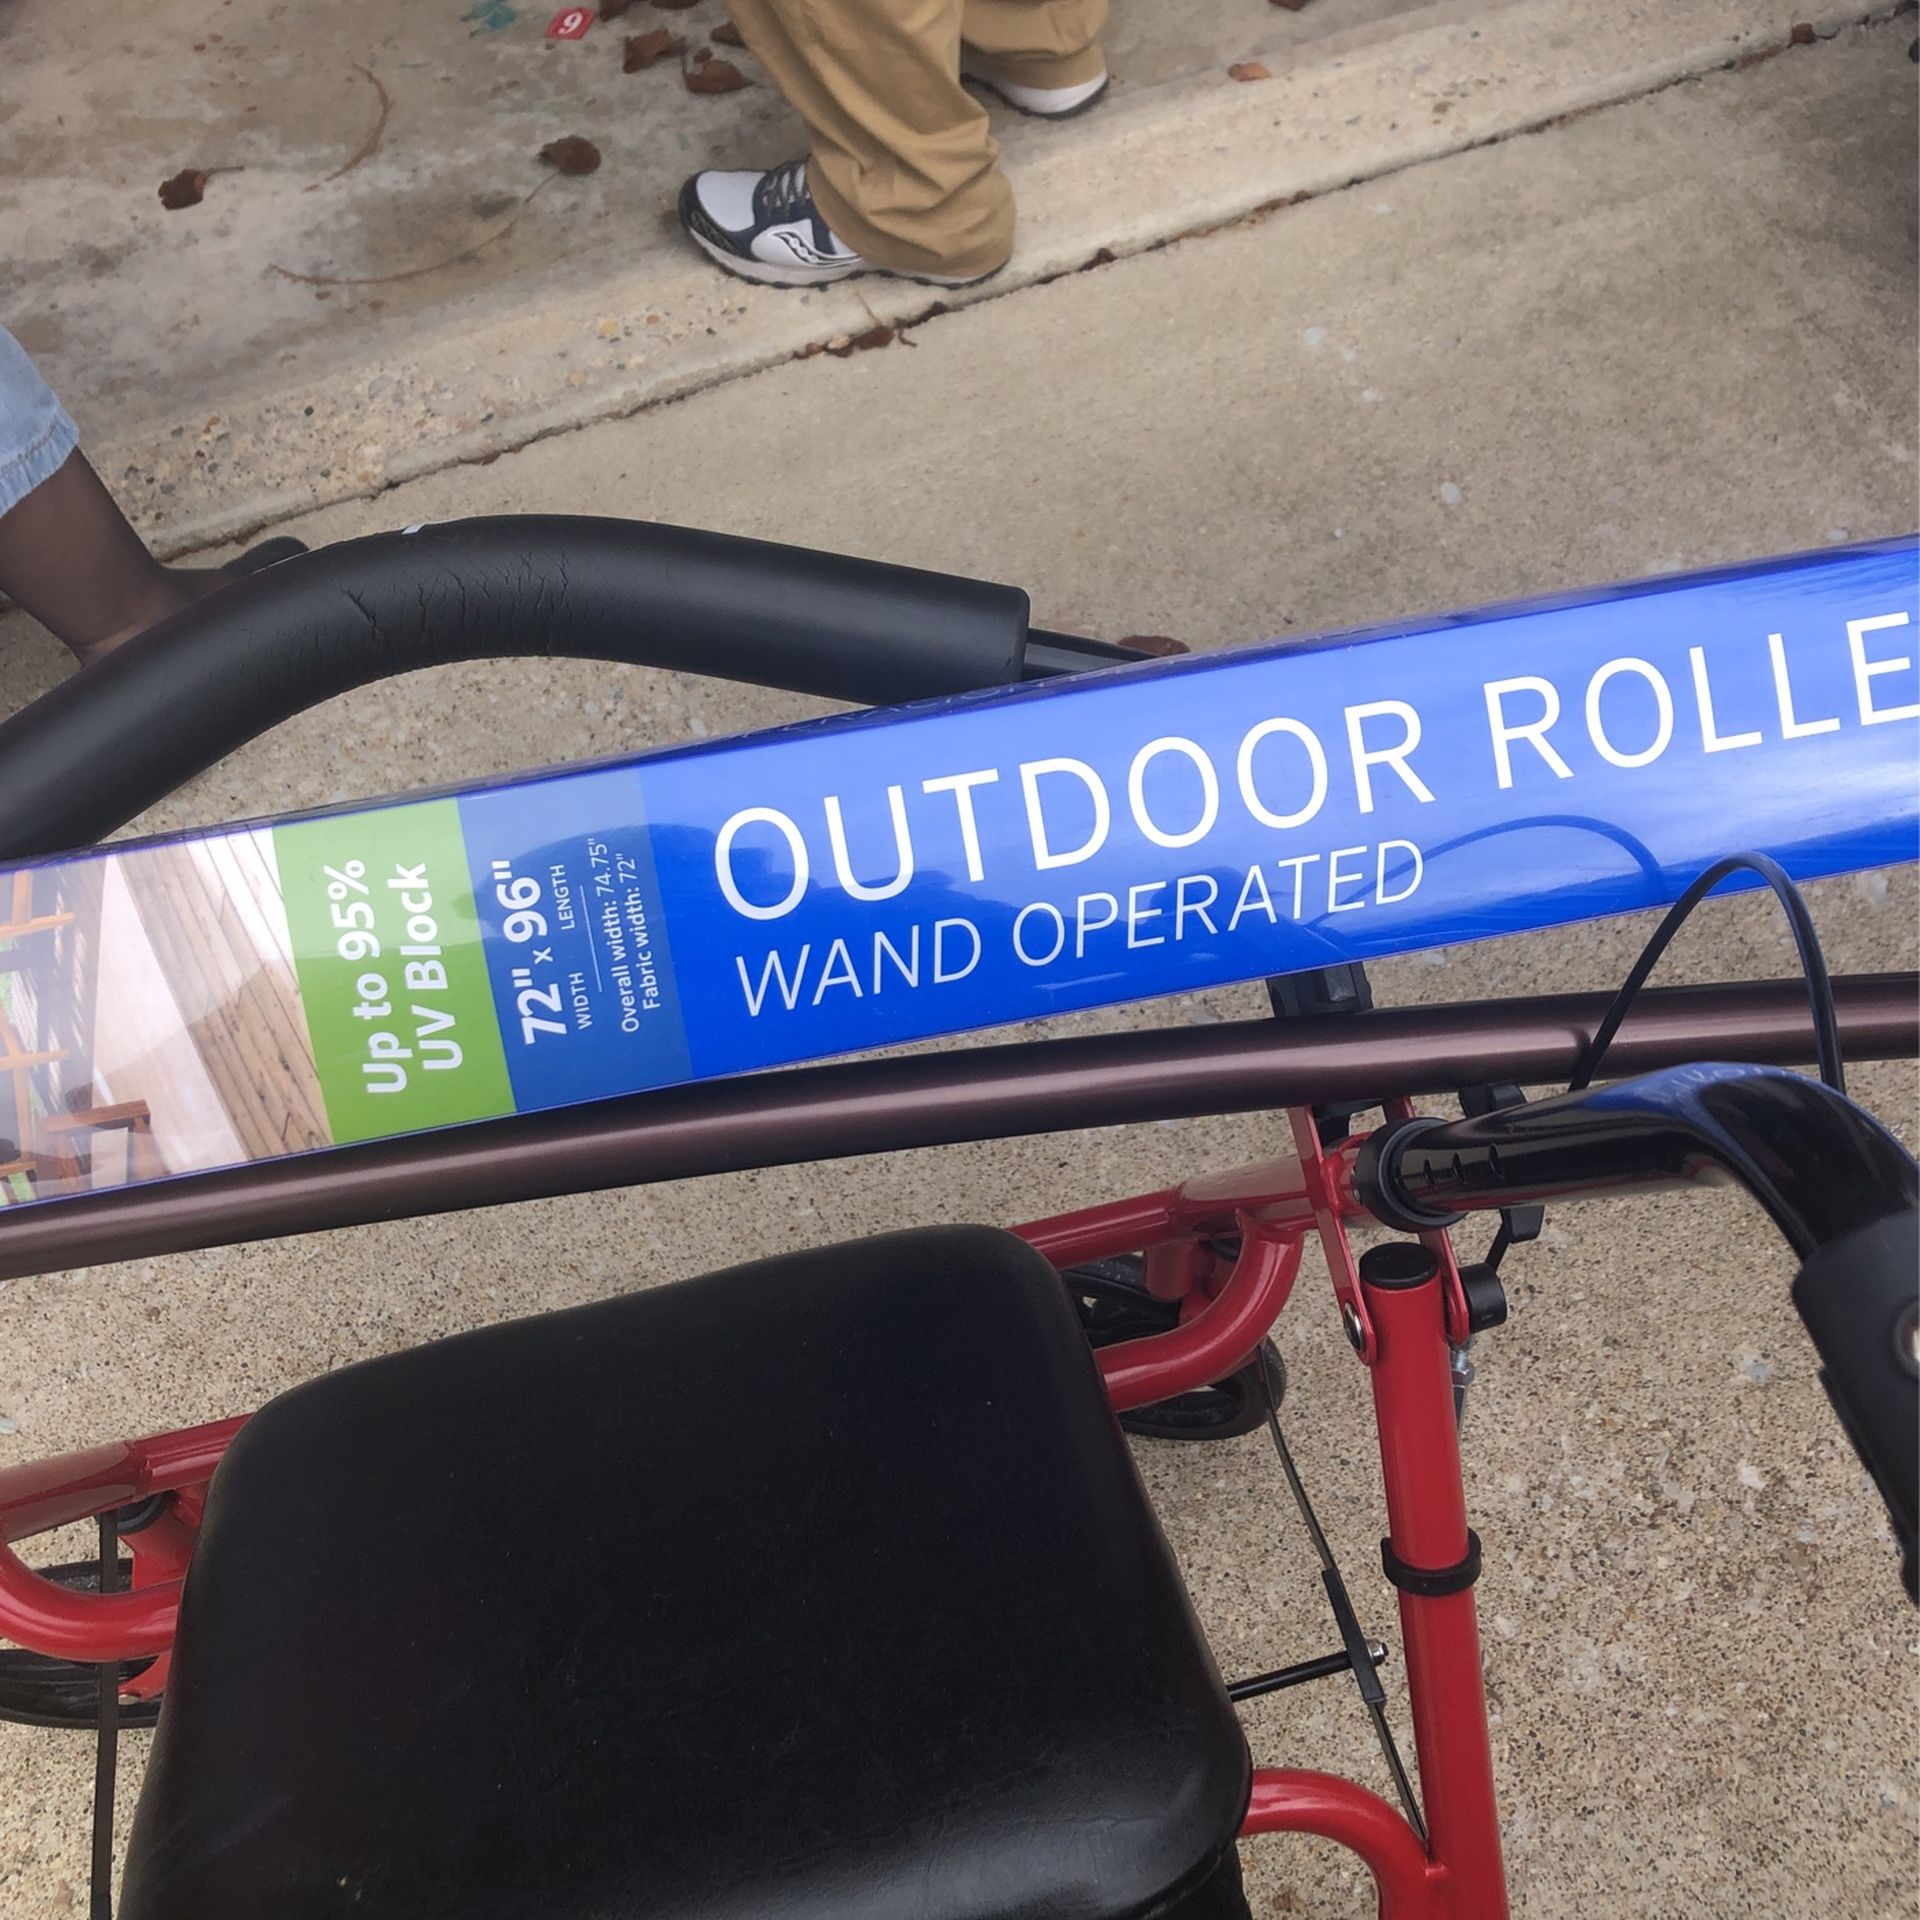 9
Up to 95%
UV Block
72" x 96"
WIDTH LENGTH
Overall width: 74.75"
Fabric width: 72"
OUTDOOR ROLLE
WAND OPERATED